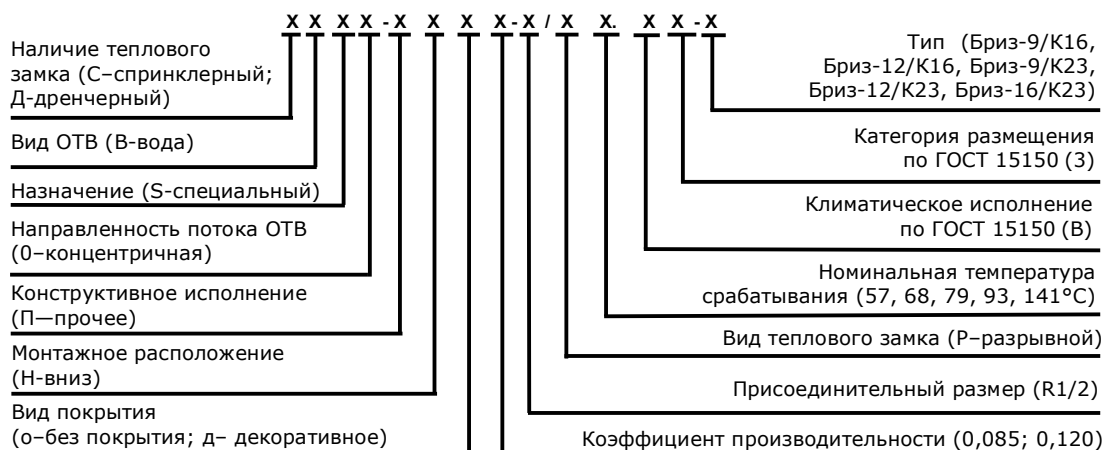 X X X X - X X X X - X / X X. X X - X
Наличие теплового
замка (С–спринклерный;
Д-дренчерный)
Вид ОТВ (В-вода)
Назначение (S-специальный)
Направленность потока ОТВ
(0–концентричная)
Конструктивное исполнение
(П—прочее)
Монтажное расположение
(Н-вниз)
Вид покрытия
(о–без покрытия; д– декоративное)
Тип (Бриз-9/К16,
Бриз-12/К16, Бриз-9/К23,
Бриз-12/К23, Бриз-16/К23)
Категория размещения
по ГОСТ 15150 (3)
Климатическое исполнение
по ГОСТ 15150 (В)
Номинальная температура
срабатывания (57, 68, 79, 93, 141°С)
Вид теплового замка (Р–разрывной)
Присоединительный размер (R1/2)
Коэффициент производительности (0,085; 0,120)